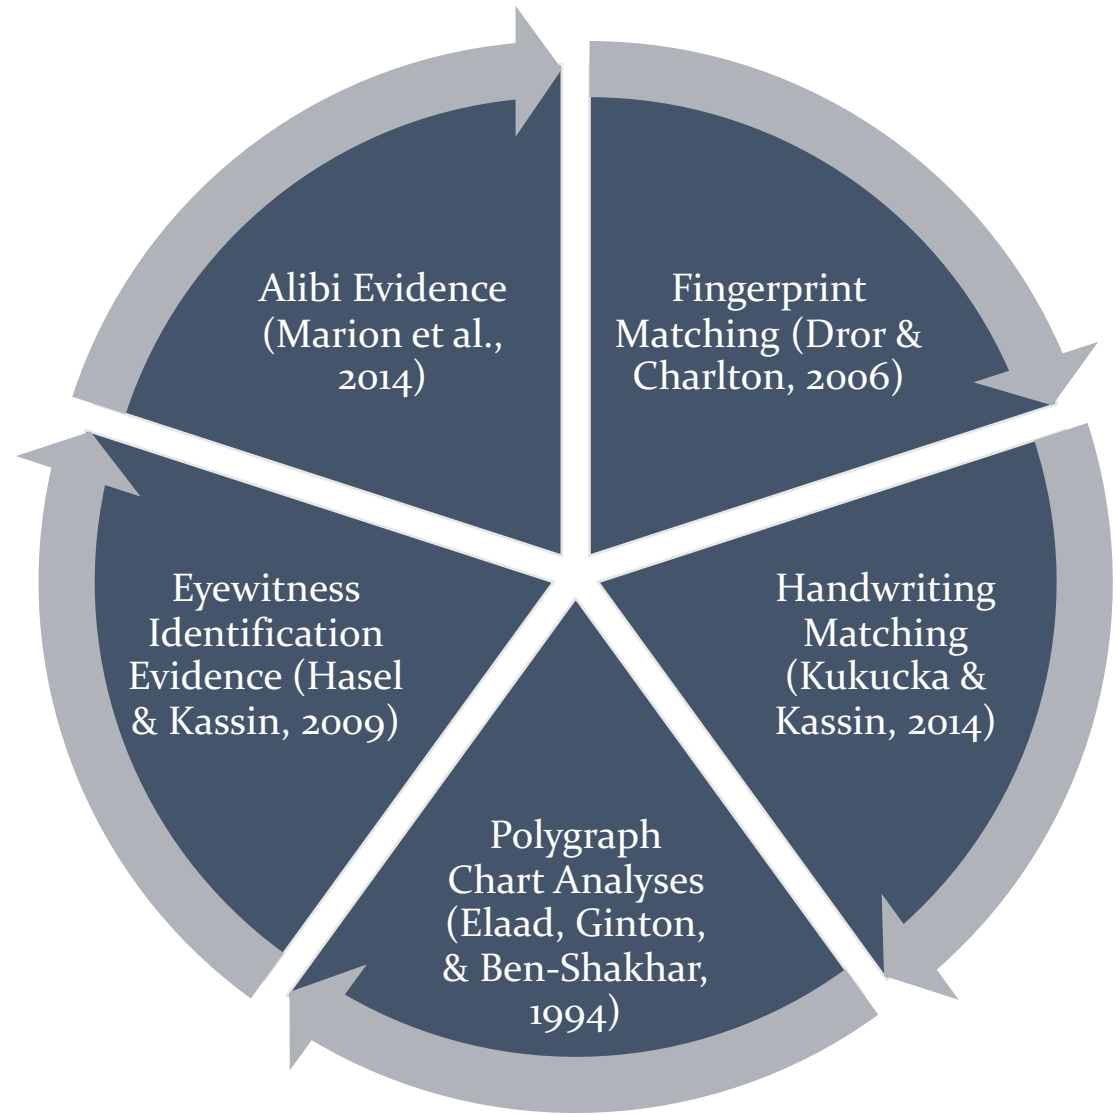 Alibi Evidence
(Marion et al.,
2014)
Fingerprint
Matching (Dror &
Charlton, 2006)
Handwriting
Matching
(Kukucka &
Kassin, 2014)
Polygraph
Chart Analyses
(Elaad, Ginton,
& Ben-Shakhar,
1994)
Eyewitness
Identification
Evidence (Hasel
& Kassin, 2009)